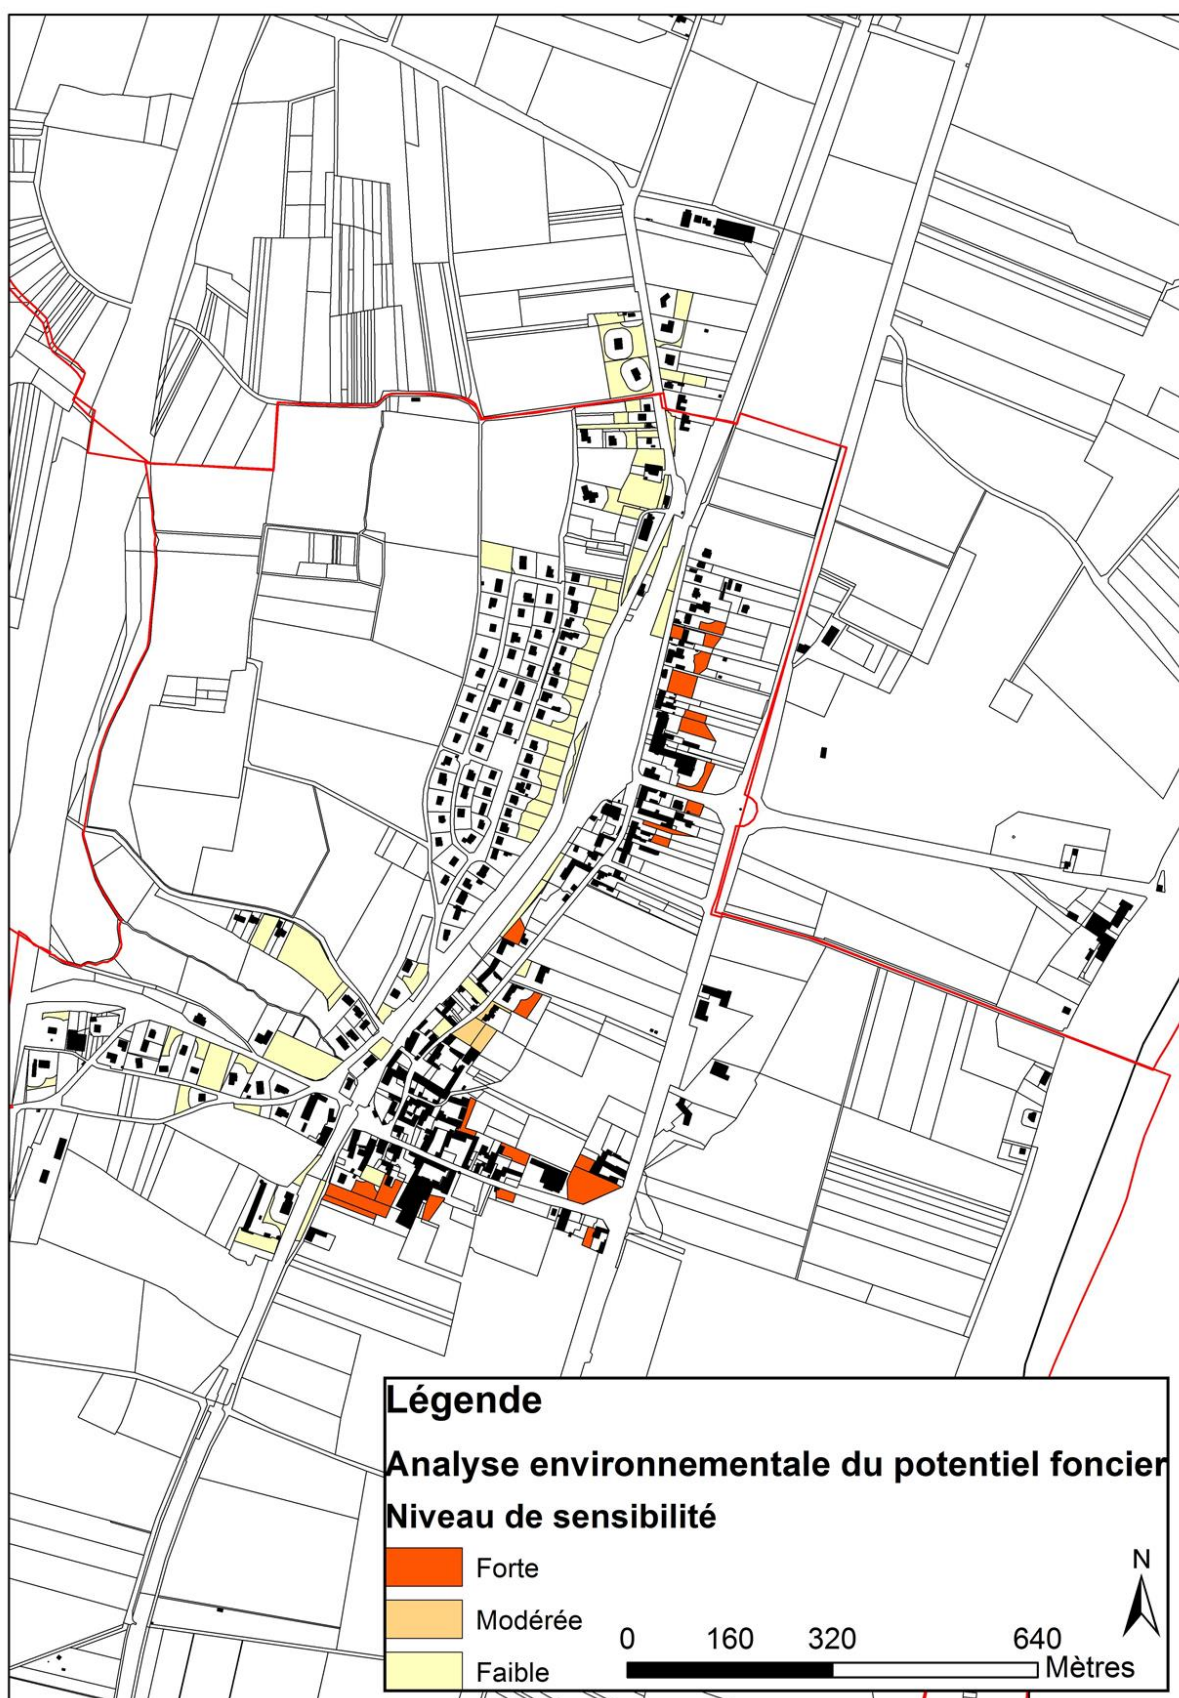 Légende
Analyse environnementale du potentiel foncier
Niveau de sensibilité
Forte
Modérée
Faible
N
0 160 320 640
Mètres